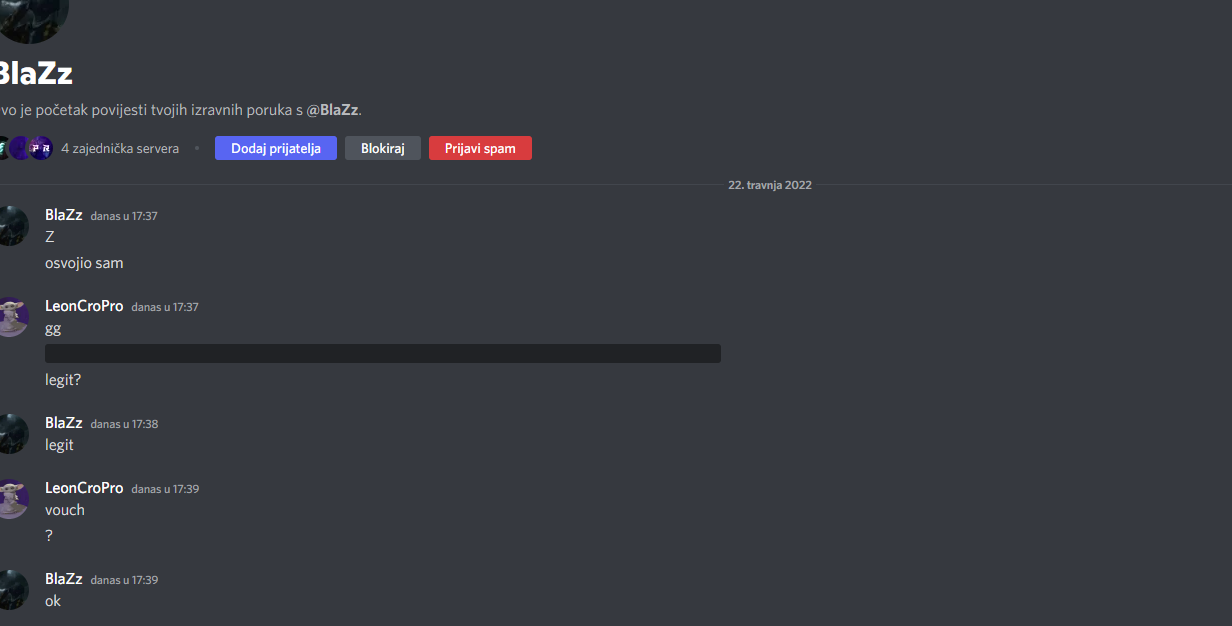 BlaZz
vo je početak povijesti tvojih izravnih poruka s @BlaZz.
4 zajednička servera • Dodaj prijatelja Blokiraj Prijavi spam
22. travnja 2022
BlaZz danas u 17:37
Z
osvojio sam
LeonCroPro danas u 17:37
gg
legit?
BlaZz danas u 17:38
legit
LeonCroPro danas u 17:39
vouch
?
BlaZz danas u 17:39
ok